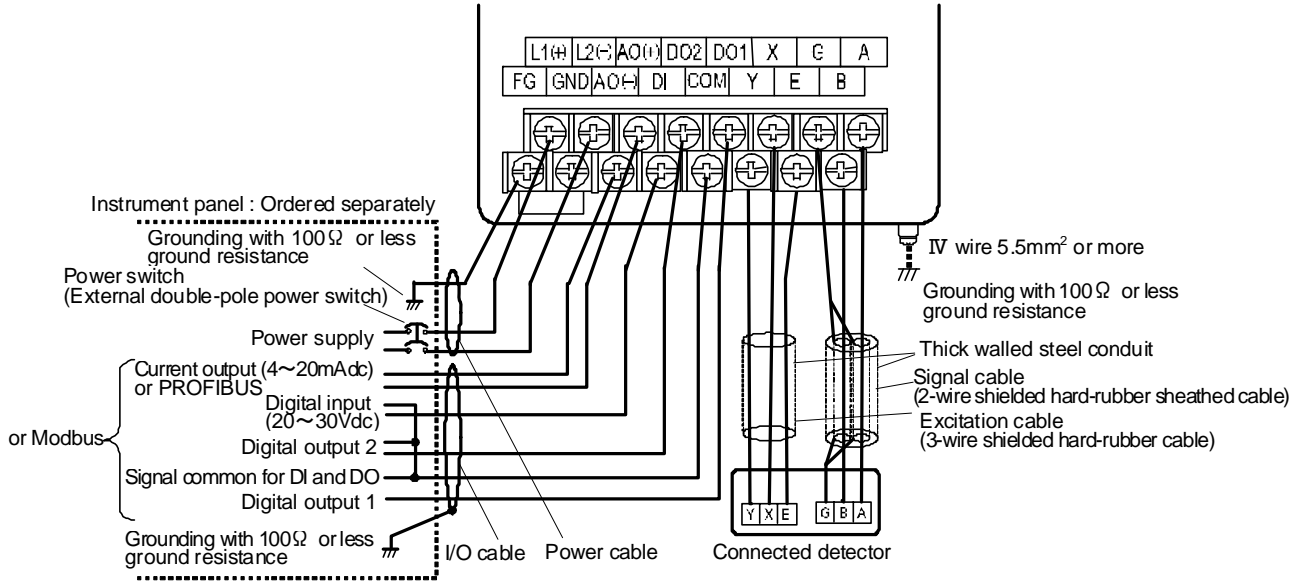 L1(+) L2(-) AO(+) DO2 DO1 X G A
FG GND AO(-) DI COM Y E B
Instrument panel : Ordered separately
Grounding with 100Ω or less
ground resistance
Power switch
(External double-pole power switch)
Power supply
Current output (4~20mAdc)
or PROFIBUS
Digital input
(20~30Vdc)
or Modbus
Digital output 2
Signal common for DI and DO
Digital output 1
Grounding with 100Ω or less
ground resistance
I/O cable
Power cable
IV wire 5.5mm² or more
Grounding with 100Ω or less
ground resistance
Thick walled steel conduit
Signal cable
(2-wire shielded hard-rubber sheathed cable)
Excitation cable
(3-wire shielded hard-rubber cable)
Y X E
G B A
Connected detector